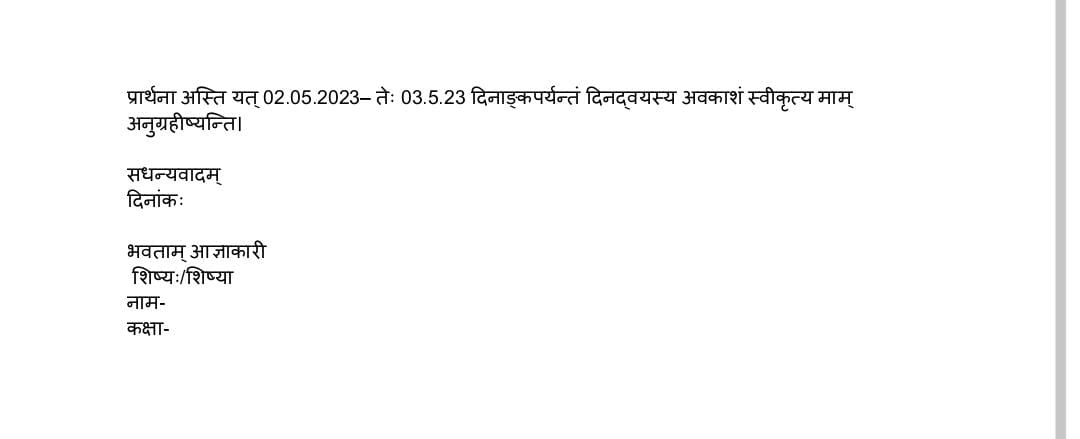 प्रार्थना अस्ति यत् 02.05.2023– तेः 03.5.23 दिनाङ्कपर्यन्तं दिनद्वयस्य अवकाशं स्वीकृत्य माम्
अनुग्रहीष्यन्ति।
सधन्यवादम्
दिनांकः
भवताम् आज्ञाकारी
शिष्यः/शिष्या
नाम-
कक्षा-